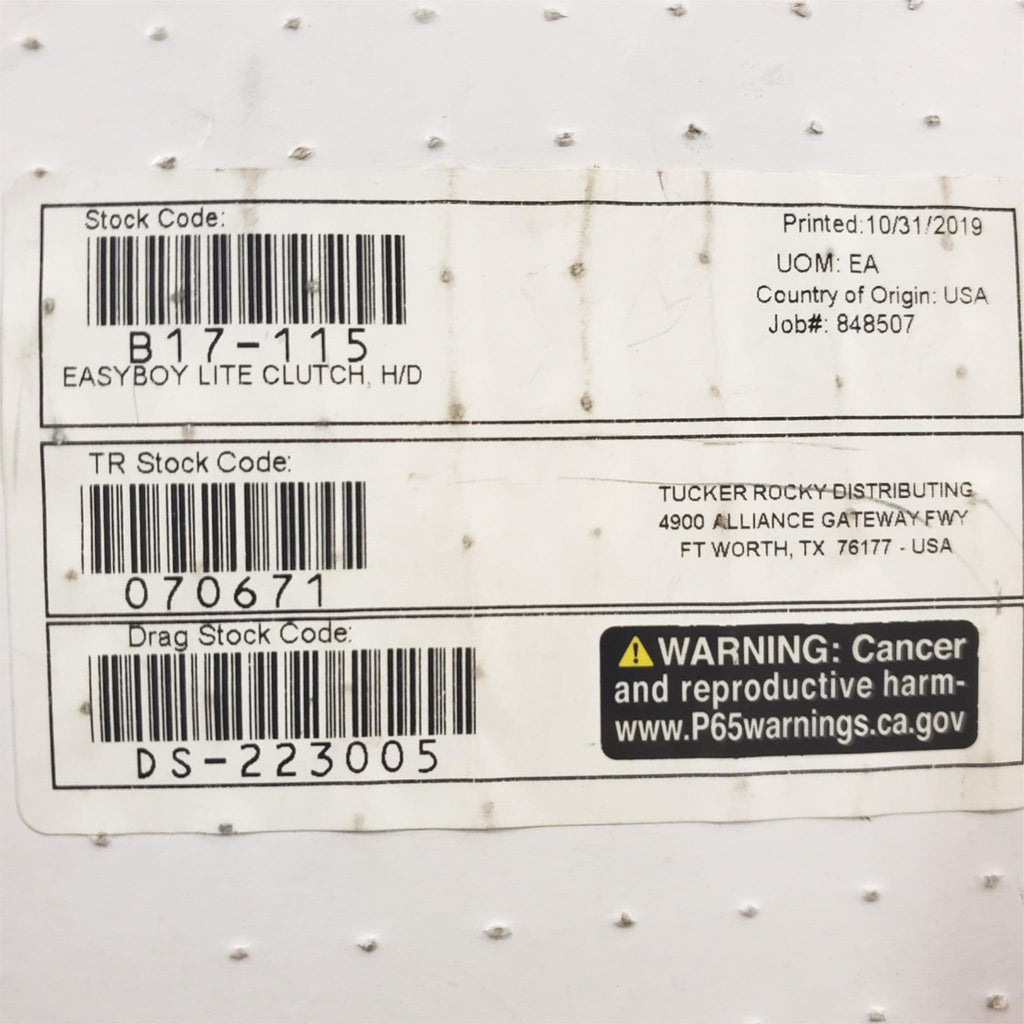 Stock Code:
Printed:10/31/2019
UOM: EA
Country of Origin: USA
Job#: 848507
B17-115
EASYBOY LITE CLUTCH, H/D
TR Stock Code:
TUCKER ROCKY DISTRIBUTING
4900 ALLIANCE GATEWAY FWY
FT WORTH, TX 76177 - USA
070671
Drag Stock Code:
DS-223005
WARNING: Cancer
and reproductive harm-
www.P65warnings.ca.gov